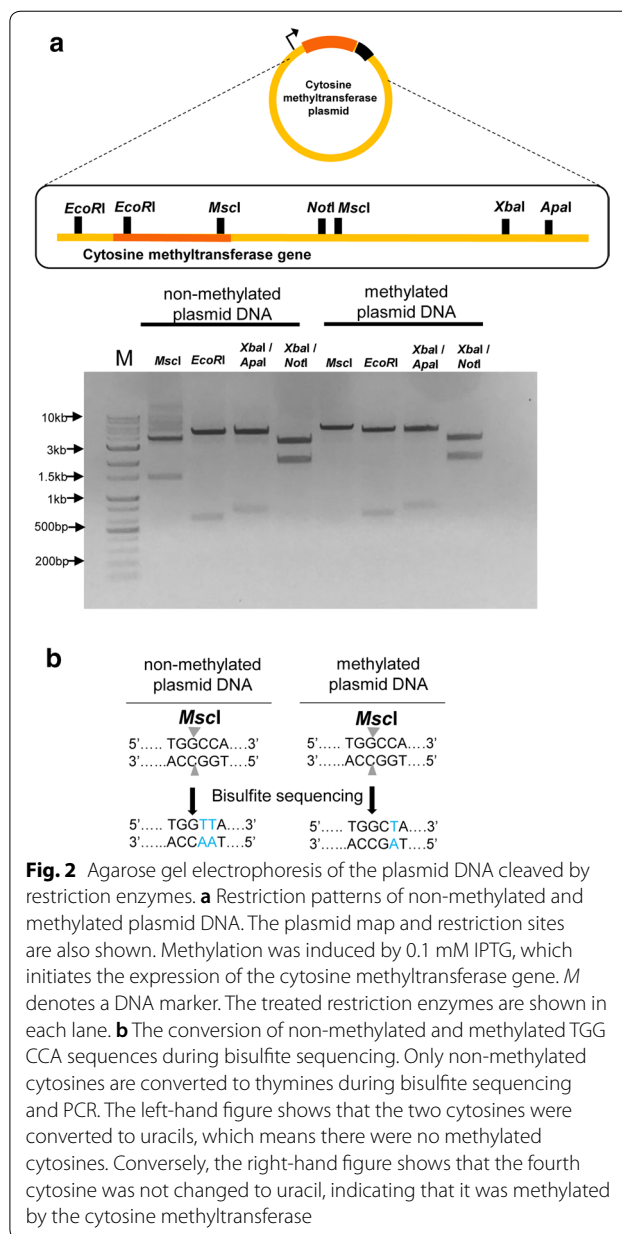 a
Cytosine
methyltransferase
plasmid
EcoRI EcoRI MscI NotI MscI XbaI ApaI
Cytosine methyltransferase gene
non-methylated methylated
plasmid DNA plasmid DNA
M MscI EcoRI XbaI / ApaI XbaI / NotI MscI EcoRI XbaI / ApaI XbaI / NotI
10kb
3kb
1.5kb
1kb
500bp
200bp
b
non-methylated methylated
plasmid DNA plasmid DNA
MscI MscI
5’..... TGGCCA....3’ 5’..... TGGCCA....3’
3’.....ACCGGT....5’ 3’.....ACCGGT....5’
Bisulfite sequencing
5’..... TGGTTA....3’ 5’..... TGGCTA....3’
3’.....ACCAAT....5’ 3’.....ACCGAT....5’
Fig. 2 Agarose gel electrophoresis of the plasmid DNA cleaved by
restriction enzymes. a Restriction patterns of non-methylated and
methylated plasmid DNA. The plasmid map and restriction sites
are also shown. Methylation was induced by 0.1 mM IPTG, which
initiates the expression of the cytosine methyltransferase gene. M
denotes a DNA marker. The treated restriction enzymes are shown in
each lane. b The conversion of non-methylated and methylated TGG
CCA sequences during bisulfite sequencing. Only non-methylated
cytosines are converted to thymines during bisulfite sequencing
and PCR. The left-hand figure shows that the two cytosines were
converted to uracils, which means there were no methylated
cytosines. Conversely, the right-hand figure shows that the fourth
cytosine was not changed to uracil, indicating that it was methylated
by the cytosine methyltransferase